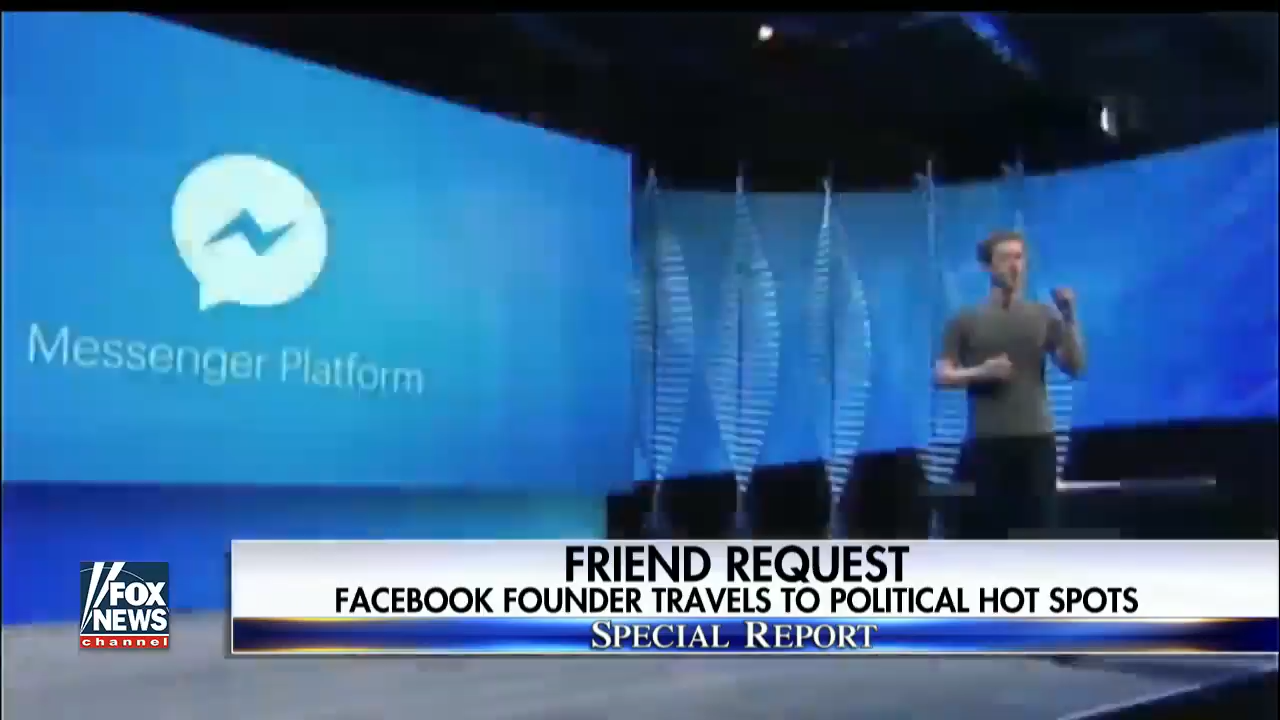 Messenger Platform
FRIEND REQUEST
FACEBOOK FOUNDER TRAVELS TO POLITICAL HOT SPOTS
SPECIAL REPORT
FOX
NEWS
channel